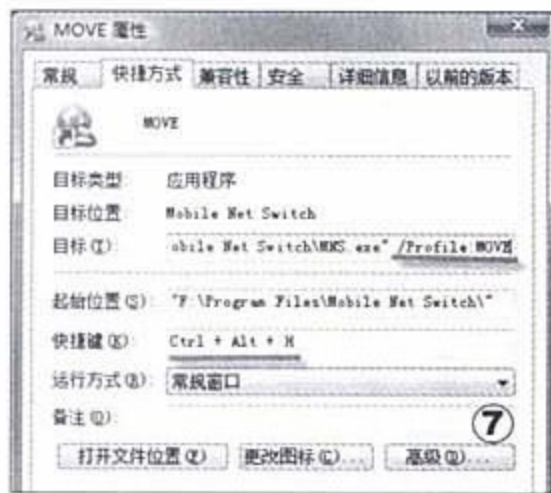 MOVE 属性
常规 快捷方式 兼容性 安全 详细信息 以前的版本
MOVE
目标类型: 应用程序
目标位置: Mobile Net Switch
目标(T): obile Net Switch\MNS.exe" /Profile:MOVE
起始位置(S): "F:\Program Files\Mobile Net Switch\"
快捷键(K): Ctrl + Alt + H
运行方式(R): 常规窗口
备注(O):
⑦
打开文件位置(F) 更改图标(C)... 高级(D)...